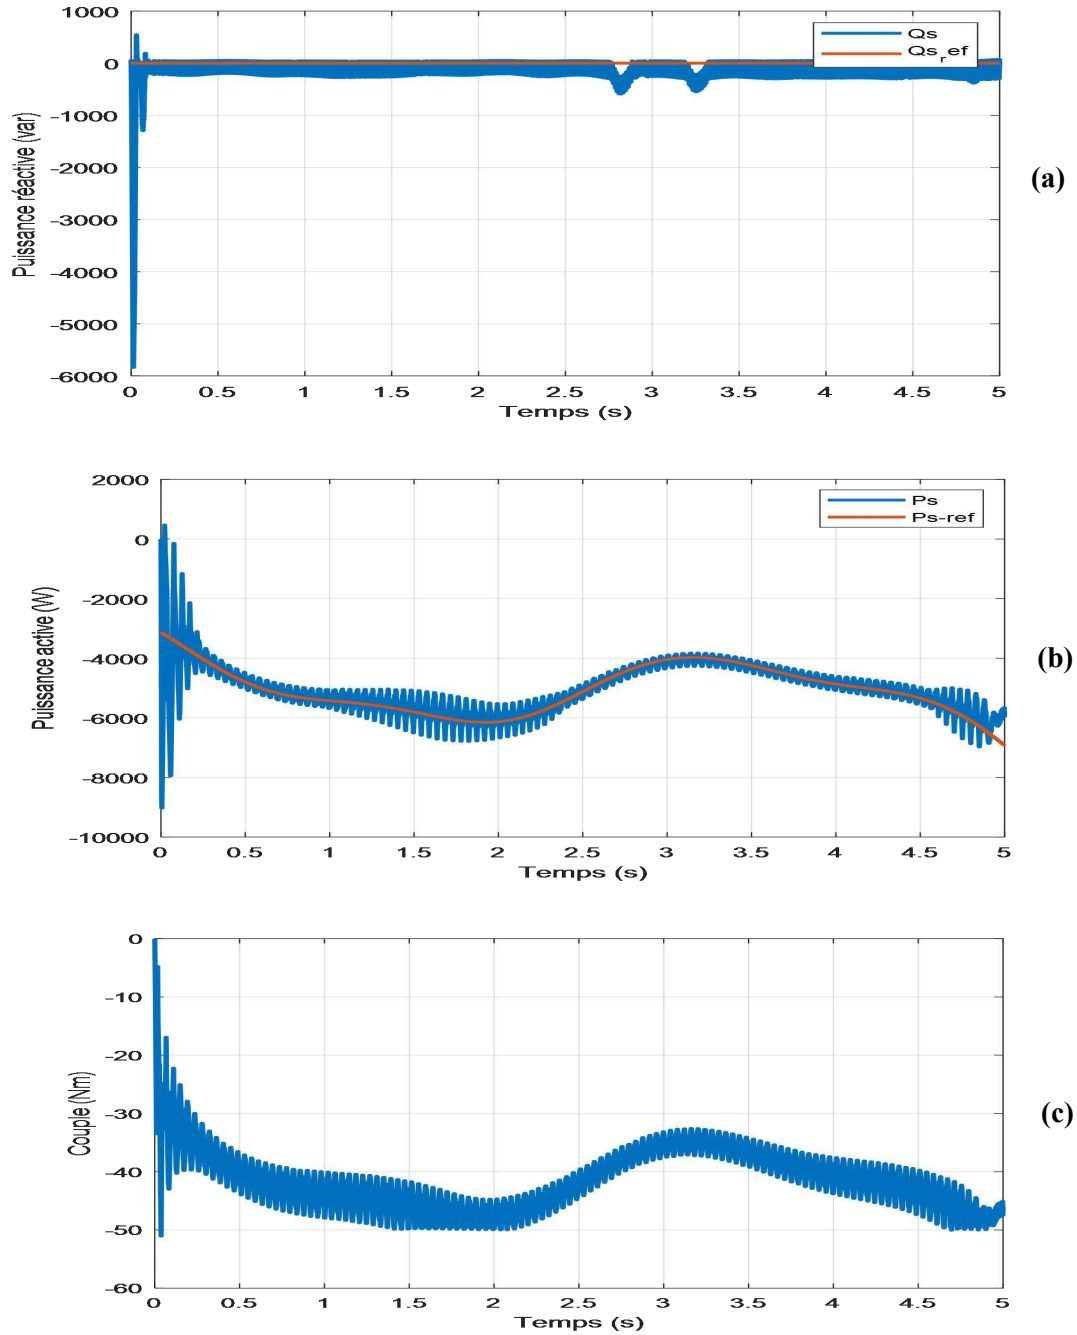 1000
0
-1000
-2000
-3000
-4000
-5000
-6000
Puissance réactive (var)
Qs
Qs_ref
0 0.5 1 1.5 2 2.5 3 3.5 4 4.5 5
Temps (s)
(a)
2000
0
-2000
-4000
-6000
-8000
-10000
Puissance active (W)
Ps
Ps-ref
0 0.5 1 1.5 2 2.5 3 3.5 4 4.5 5
Temps (s)
(b)
0
-10
-20
-30
-40
-50
-60
Couple (Nm)
0 0.5 1 1.5 2 2.5 3 3.5 4 4.5 5
Temps (s)
(c)